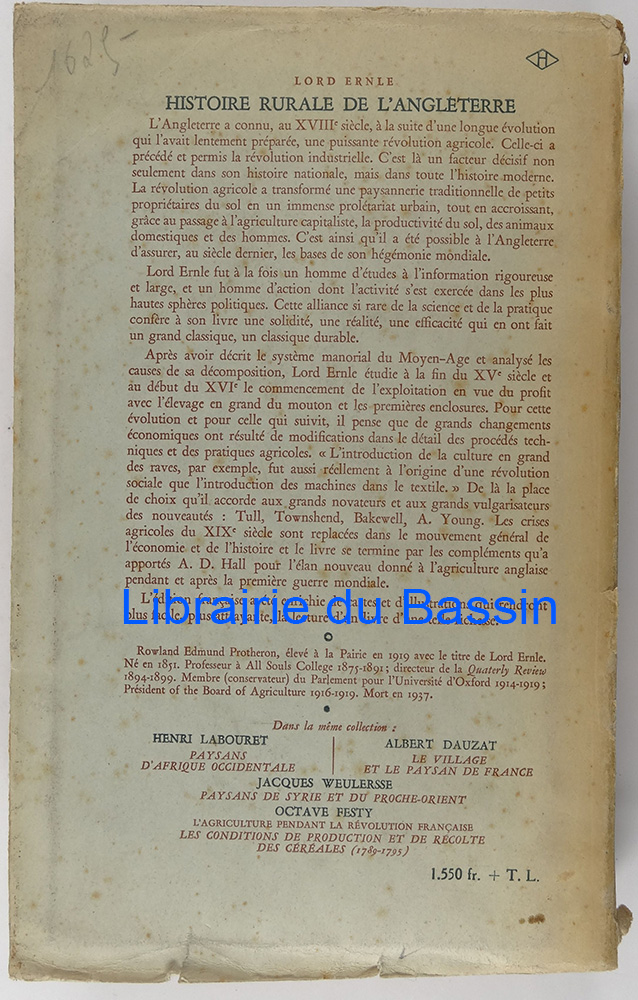 1625
H
LORD ERNLE
HISTOIRE RURALE DE L'ANGLETERRE
L'Angleterre a connu, au XVIIIe siècle, à la suite d'une longue évolution
qui l'avait lentement préparée, une puissante révolution agricole. Celle-ci a
précédé et permis la révolution industrielle. C'est là un facteur décisif non
seulement dans son histoire nationale, mais dans toute l'histoire moderne.
La révolution agricole a transformé une paysannerie traditionnelle de petits
propriétaires du sol en un immense prolétariat urbain, tout en accroissant,
grâce au passage à l'agriculture capitaliste, la productivité du sol, des animaux
domestiques et des hommes. C'est ainsi qu'il a été possible à l'Angleterre
d'assurer, au siècle dernier, les bases de son hégémonie mondiale.
Lord Ernle fut à la fois un homme d'études à l'information rigoureuse
et large, et un homme d'action dont l'activité s'est exercée dans les plus
hautes sphères politiques. Cette alliance si rare de la science et de la pratique
confère à son livre une solidité, une réalité, une efficacité qui en ont fait
un grand classique, un classique durable.
Après avoir décrit le système manorial du Moyen-Age et analysé les
causes de sa décomposition, Lord Ernle étudie à la fin du XVe siècle et
au début du XVIe le commencement de l'exploitation en vue du profit
avec l'élevage en grand du mouton et les premières enclosures. Pour cette
évolution et pour celle qui suivit, il pense que de grands changements
économiques ont résulté de modifications dans le détail des procédés tech-
niques et des pratiques agricoles. « L'introduction de la culture en grand
des raves, par exemple, fut aussi réellement à l'origine d'une révolution
sociale que l'introduction des machines dans le textile. » De là la place
de choix qu'il accorde aux grands novateurs et aux grands vulgarisateurs
des nouveautés : Tull, Townshend, Bakewell, A. Young. Les crises
agricoles du XIXe siècle sont replacées dans le mouvement général de
l'économie et de l'histoire et le livre se termine par les compléments qu'a
apportés A. D. Hall pour l'élan nouveau donné à l'agriculture anglaise
pendant et après la première guerre mondiale.
L'édition française a été enrichie de notes et d'illustrations qui rendront
plus facile, plus attrayante, la lecture d'un livre d'une telle richesse.
Librairie du Bassin
Rowland Edmund Protheron, élevé à la Pairie en 1919 avec le titre de Lord Ernle.
Né en 1851. Professeur à All Souls College 1875-1891 ; directeur de la Quaterly Review
1894-1899. Membre (conservateur) du Parlement pour l'Université d'Oxford 1914-1919 ;
Président of the Board of Agriculture 1916-1919. Mort en 1937.
Dans la même collection :
HENRI LABOURET
PAYSANS
D'AFRIQUE OCCIDENTALE
ALBERT DAUZAT
LE VILLAGE
ET LE PAYSAN DE FRANCE
JACQUES WEULERSSE
PAYSANS DE SYRIE ET DU PROCHE-ORIENT
OCTAVE FESTY
L'AGRICULTURE PENDANT LA RÉVOLUTION FRANÇAISE
LES CONDITIONS DE PRODUCTION ET DE RÉCOLTE
DES CÉRÉALES (1789-1795)
1.550 fr. + T. L.